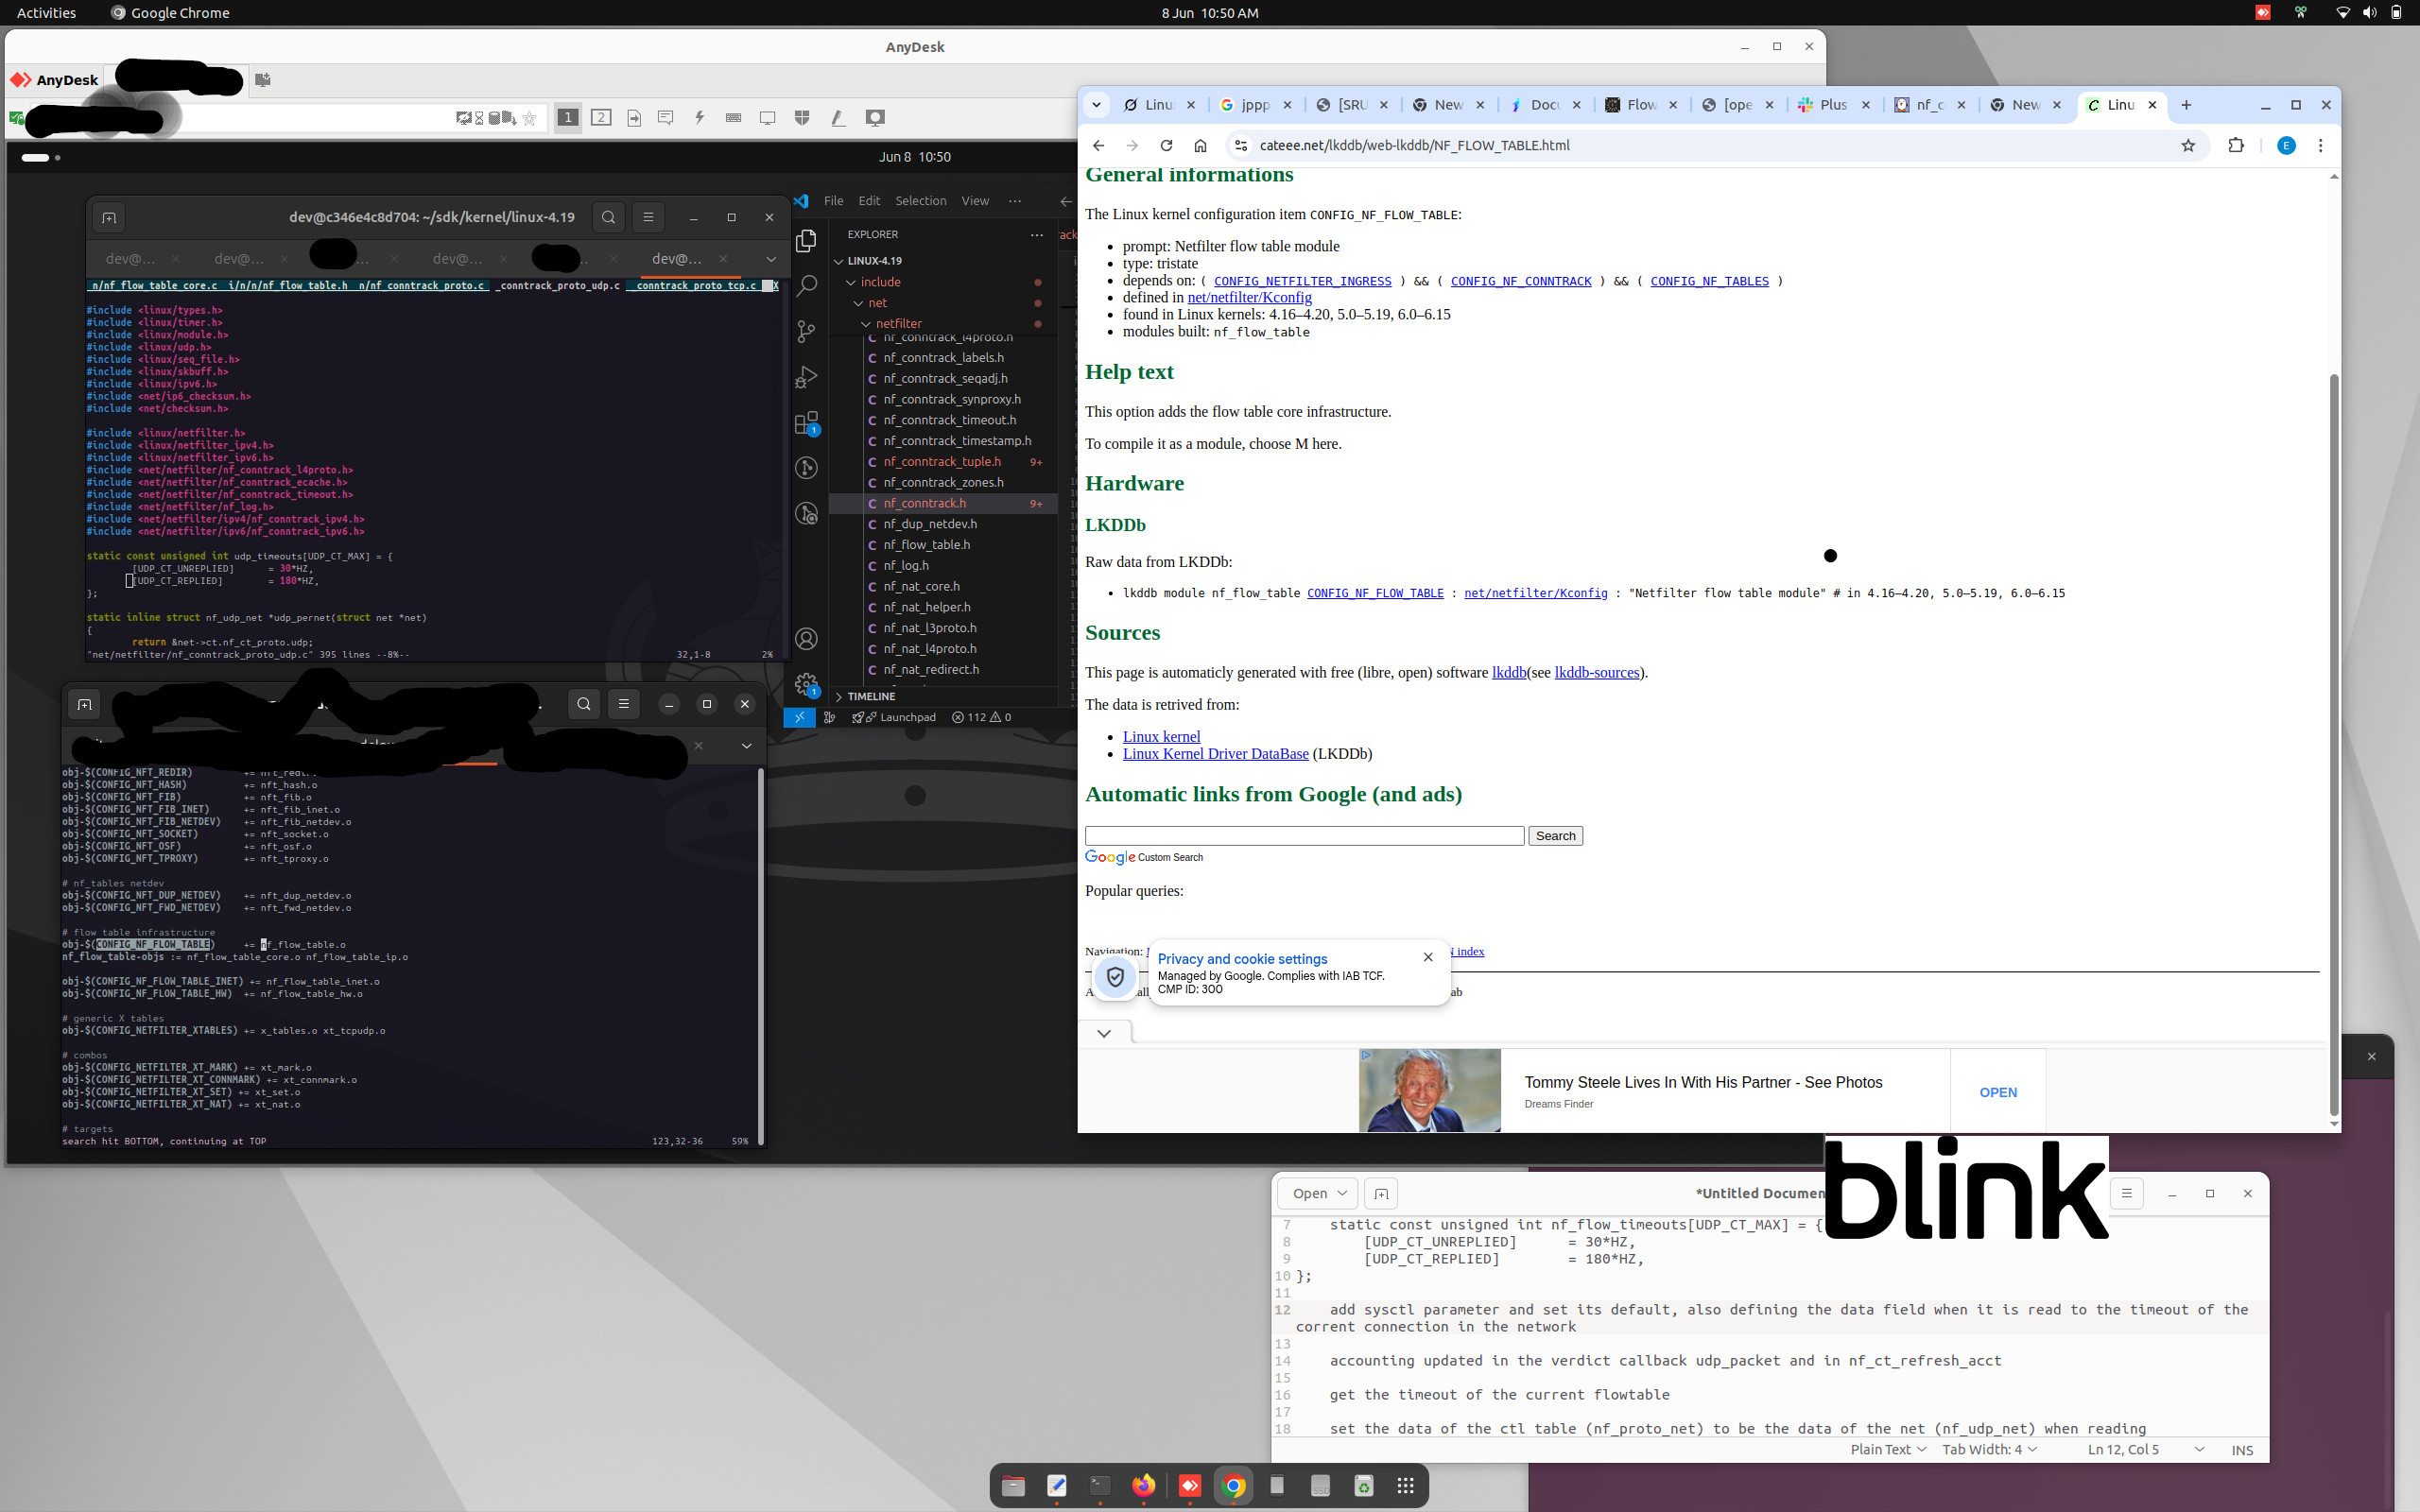 Activities
Google Chrome
8 Jun 10:50 AM
AnyDesk
AnyDesk
1
2
Jun 8 10:50
dev@c346e4c8d704: ~/sdk/kernel/linux-4.19
dev@...
dev@...
dev@...
dev@...
n/nf_flow_table_core.c i/n/n/nf_flow_table.h n/nf_conntrack_proto.c _conntrack_proto_udp.c _conntrack_proto_tcp.c X
#include <linux/types.h>
#include <linux/timer.h>
#include <linux/module.h>
#include <linux/udp.h>
#include <linux/seq_file.h>
#include <linux/skbuff.h>
#include <linux/ipv6.h>
#include <net/ip6_checksum.h>
#include <net/checksum.h>
#include <linux/netfilter.h>
#include <linux/netfilter_ipv4.h>
#include <linux/netfilter_ipv6.h>
#include <net/netfilter/nf_conntrack_l4proto.h>
#include <net/netfilter/nf_conntrack_ecache.h>
#include <net/netfilter/nf_conntrack_timeout.h>
#include <net/netfilter/nf_log.h>
#include <net/netfilter/ipv4/nf_conntrack_ipv4.h>
#include <net/netfilter/ipv6/nf_conntrack_ipv6.h>
static const unsigned int udp_timeouts[UDP_CT_MAX] = {
[UDP_CT_UNREPLIED] = 30*HZ,
[UDP_CT_REPLIED] = 180*HZ,
};
static inline struct nf_udp_net *udp_pernet(struct net *net)
{
return &net->ct.nf_ct_proto.udp;
"net/netfilter/nf_conntrack_proto_udp.c" 395 lines --8%-- 32,1-8 2%
File Edit Selection View ...
EXPLORER
LINUX-4.19
include
net
netfilter
nf_conntrack_l4proto.h
nf_conntrack_labels.h
nf_conntrack_seqadj.h
nf_conntrack_synproxy.h
nf_conntrack_timeout.h
nf_conntrack_timestamp.h
nf_conntrack_tuple.h 9+
nf_conntrack_zones.h
nf_conntrack.h 9+
nf_dup_netdev.h
nf_flow_table.h
nf_log.h
nf_nat_core.h
nf_nat_helper.h
nf_nat_l3proto.h
nf_nat_l4proto.h
nf_nat_redirect.h
TIMELINE
Launchpad 112 0
obj-$(CONFIG_NFT_REDIR) +=
obj-$(CONFIG_NFT_HASH) += nft_hash.o
obj-$(CONFIG_NFT_FIB) += nft_fib.o
obj-$(CONFIG_NFT_FIB_INET) += nft_fib_inet.o
obj-$(CONFIG_NFT_FIB_NETDEV) += nft_fib_netdev.o
obj-$(CONFIG_NFT_SOCKET) += nft_socket.o
obj-$(CONFIG_NFT_OSF) += nft_osf.o
obj-$(CONFIG_NFT_TPROXY) += nft_tproxy.o
# nf_tables netdev
obj-$(CONFIG_NFT_DUP_NETDEV) += nft_dup_netdev.o
obj-$(CONFIG_NFT_FWD_NETDEV) += nft_fwd_netdev.o
# flow table infrastructure
obj-$(CONFIG_NF_FLOW_TABLE) += nf_flow_table.o
nf_flow_table-objs := nf_flow_table_core.o nf_flow_table_ip.o
obj-$(CONFIG_NF_FLOW_TABLE_INET) += nf_flow_table_inet.o
obj-$(CONFIG_NF_FLOW_TABLE_HW) += nf_flow_table_hw.o
# generic X tables
obj-$(CONFIG_NETFILTER_XTABLES) += x_tables.o xt_tcpudp.o
# combos
obj-$(CONFIG_NETFILTER_XT_MARK) += xt_mark.o
obj-$(CONFIG_NETFILTER_XT_CONNMARK) += xt_connmark.o
obj-$(CONFIG_NETFILTER_XT_SET) += xt_set.o
obj-$(CONFIG_NETFILTER_XT_NAT) += xt_nat.o
# targets
search hit BOTTOM, continuing at TOP 123,32-36 59%
Linu jppp [SRU New Docu Flow [ope Plus nf_c New Linu
cateee.net/lkddb/web-lkddb/NF_FLOW_TABLE.html
E
General informations
The Linux kernel configuration item CONFIG_NF_FLOW_TABLE:
• prompt: Netfilter flow table module
• type: tristate
• depends on: ( CONFIG_NETFILTER_INGRESS ) && ( CONFIG_NF_CONNTRACK ) && ( CONFIG_NF_TABLES )
• defined in net/netfilter/Kconfig
• found in Linux kernels: 4.16–4.20, 5.0–5.19, 6.0–6.15
• modules built: nf_flow_table
Help text
This option adds the flow table core infrastructure.
To compile it as a module, choose M here.
Hardware
LKDDb
Raw data from LKDDb:
• lkddb module nf_flow_table CONFIG_NF_FLOW_TABLE : net/netfilter/Kconfig : "Netfilter flow table module" # in 4.16–4.20, 5.0–5.19, 6.0–6.15
Sources
This page is automaticly generated with free (libre, open) software lkddb(see lkddb-sources).
The data is retrived from:
• Linux kernel
• Linux Kernel Driver DataBase (LKDDb)
Automatic links from Google (and ads)
Search
Google Custom Search
Popular queries:
Navigation: index
Privacy and cookie settings
Managed by Google. Complies with IAB TCF.
CMP ID: 300
Tommy Steele Lives In With His Partner - See Photos
Dreams Finder
OPEN
blink
Open
*Untitled Documen
7 static const unsigned int nf_flow_timeouts[UDP_CT_MAX] = {
8 [UDP_CT_UNREPLIED] = 30*HZ,
9 [UDP_CT_REPLIED] = 180*HZ,
10 };
11
12 add sysctl parameter and set its default, also defining the data field when it is read to the timeout of the
corrent connection in the network
13
14 accounting updated in the verdict callback udp_packet and in nf_ct_refresh_acct
15
16 get the timeout of the current flowtable
17
18 set the data of the ctl table (nf_proto_net) to be the data of the net (nf_udp_net) when reading
Plain Text Tab Width: 4 Ln 12, Col 5 INS